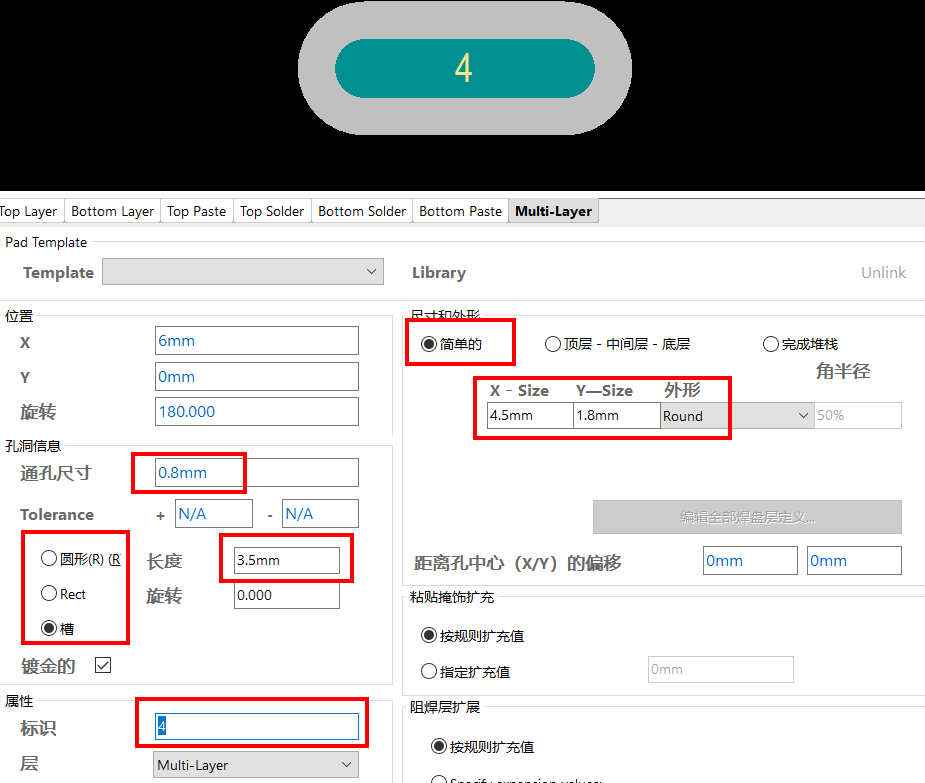 4
Top Layer Bottom Layer Top Paste Top Solder Bottom Solder Bottom Paste Multi-Layer
Pad Template
Template Library Unlink
位置 尺寸和外形
X 6mm 简单的 顶层 - 中间层 - 底层 完成堆栈
角半径
Y 0mm X - Size Y—Size 外形
旋转 180.000 4.5mm 1.8mm Round 50%
孔洞信息
通孔尺寸 0.8mm
Tolerance + N/A - N/A 编辑全部焊盘层定义...
圆形(R) (R 长度 3.5mm 距离孔中心（X/Y）的偏移 0mm 0mm
Rect 旋转 0.000 粘贴掩饰扩充
槽 按规则扩充值
镀金的 指定扩充值 0mm
属性 阻焊层扩展
标识 4
按规则扩充值
层 Multi-Layer
Specify expansion values: